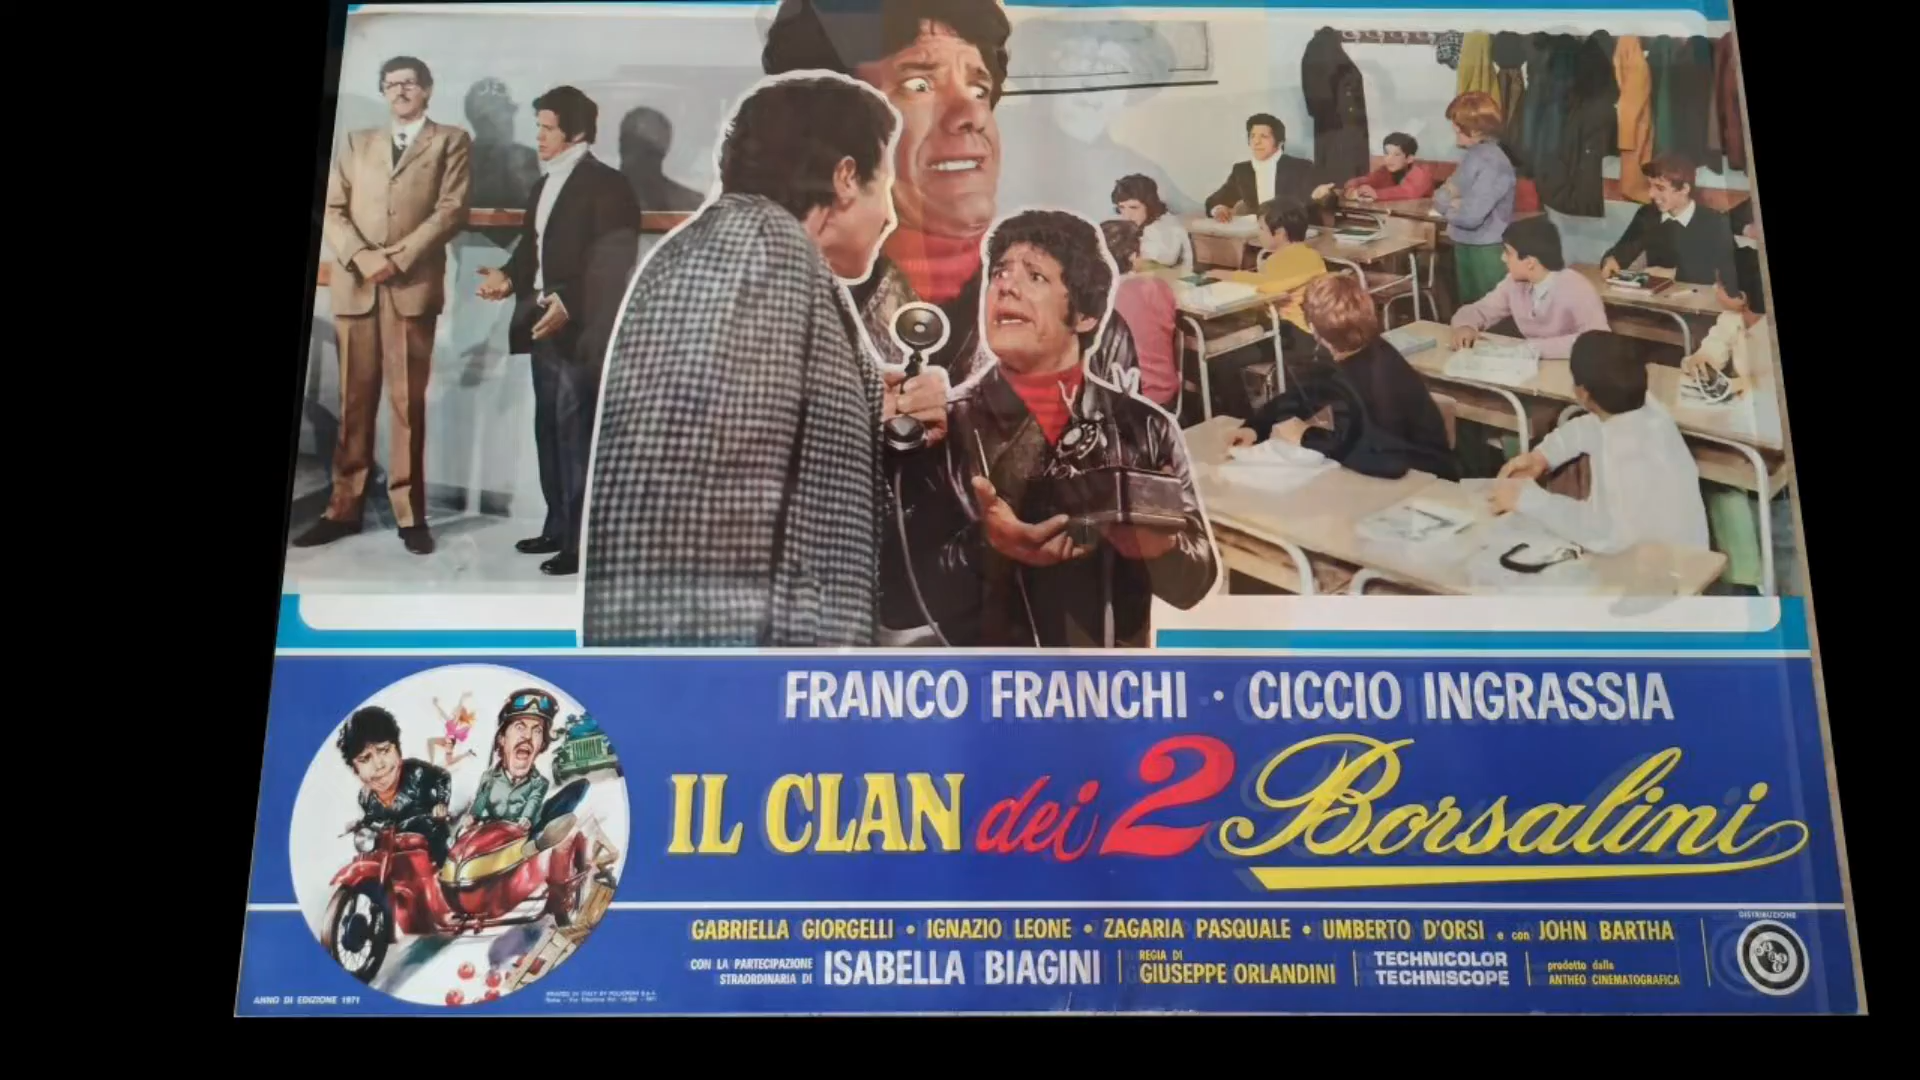 FRANCO FRANCHI · CICCIO INGRASSIA
IL CLAN dei 2 Borsalini
GABRIELLA GIORGELLI • IGNAZIO LEONE • ZAGARIA PASQUALE • UMBERTO D'ORSI • con JOHN BARTHA
CON LA PARTECIPAZIONE
STRAORDINARIA DI ISABELLA BIAGINI
REGIA DI
GIUSEPPE ORLANDINI
TECHNICOLOR
TECHNISCOPE
prodotto dalla
ANTHEO CINEMATOGRAFICA
DISTRIBUZIONE
ANNO DI EDIZIONE 1971